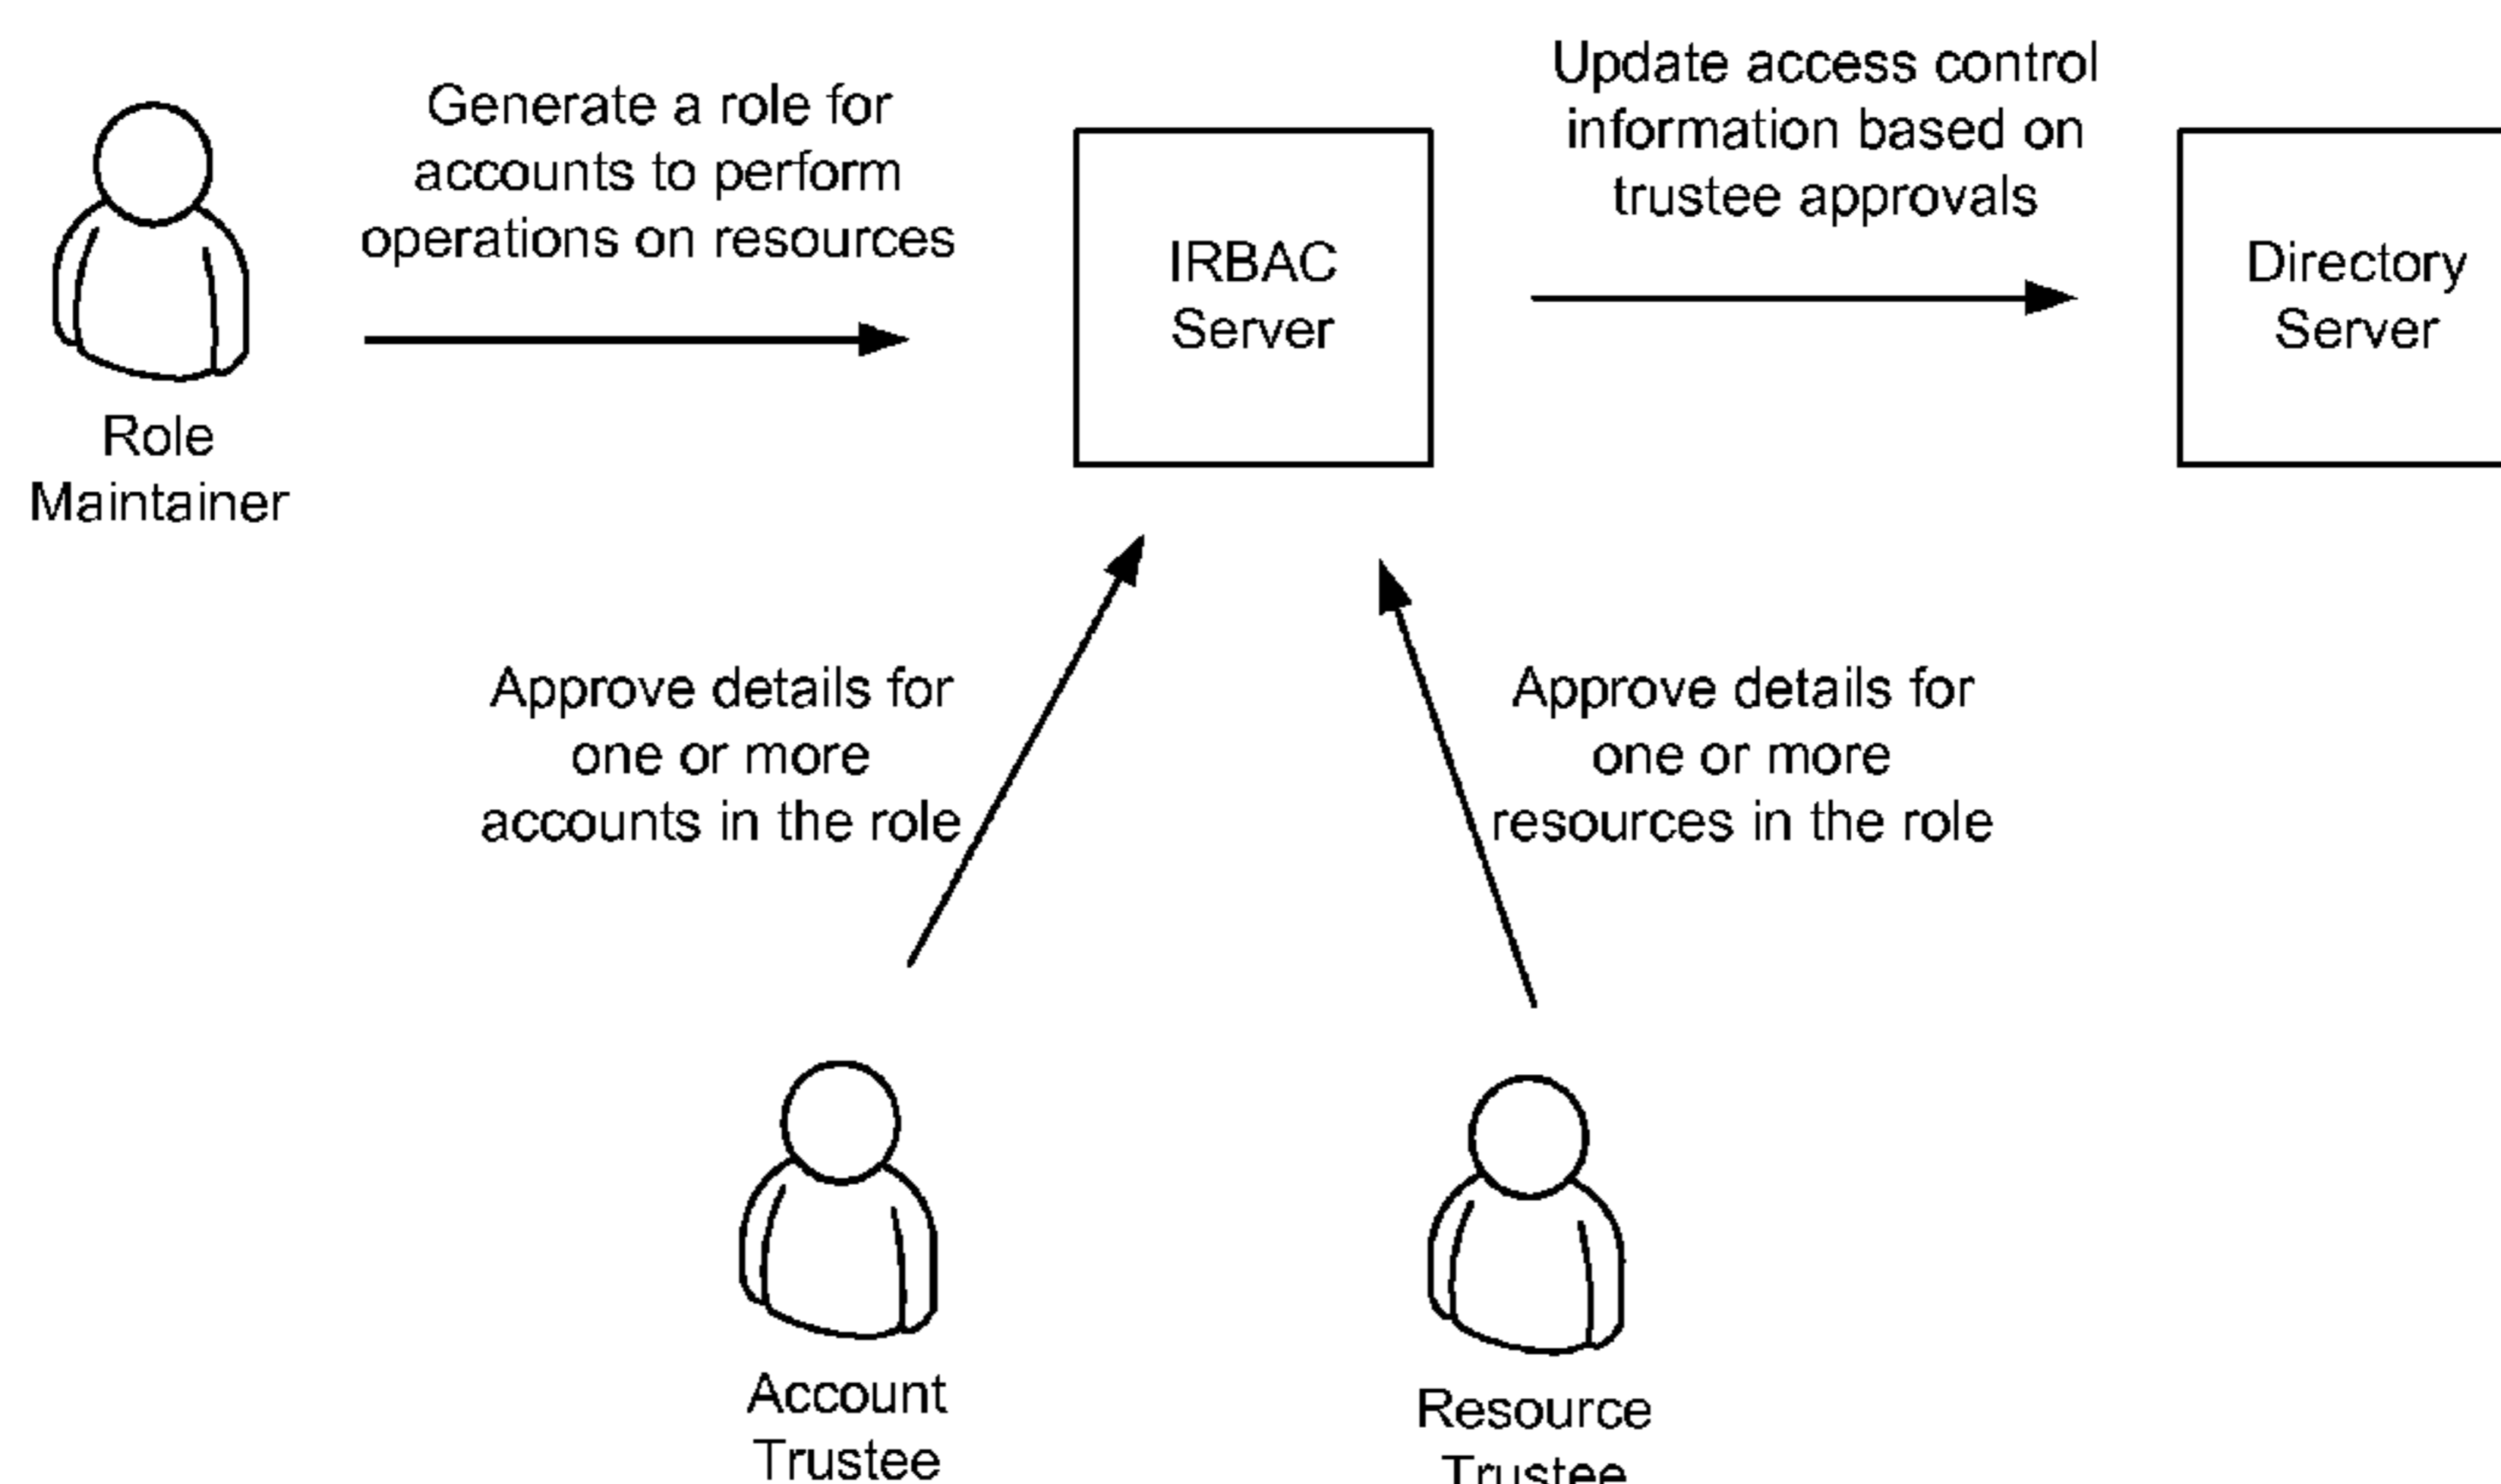 Generate a role for
accounts to perform
operations on resources
Update access control
information based on
trustee approvals
IRBAC
Server
Directory
Server
Role
Maintainer
Approve details for
one or more
accounts in the role
Approve details for
one or more
resources in the role
Account
Trustee
Resource
Trustee